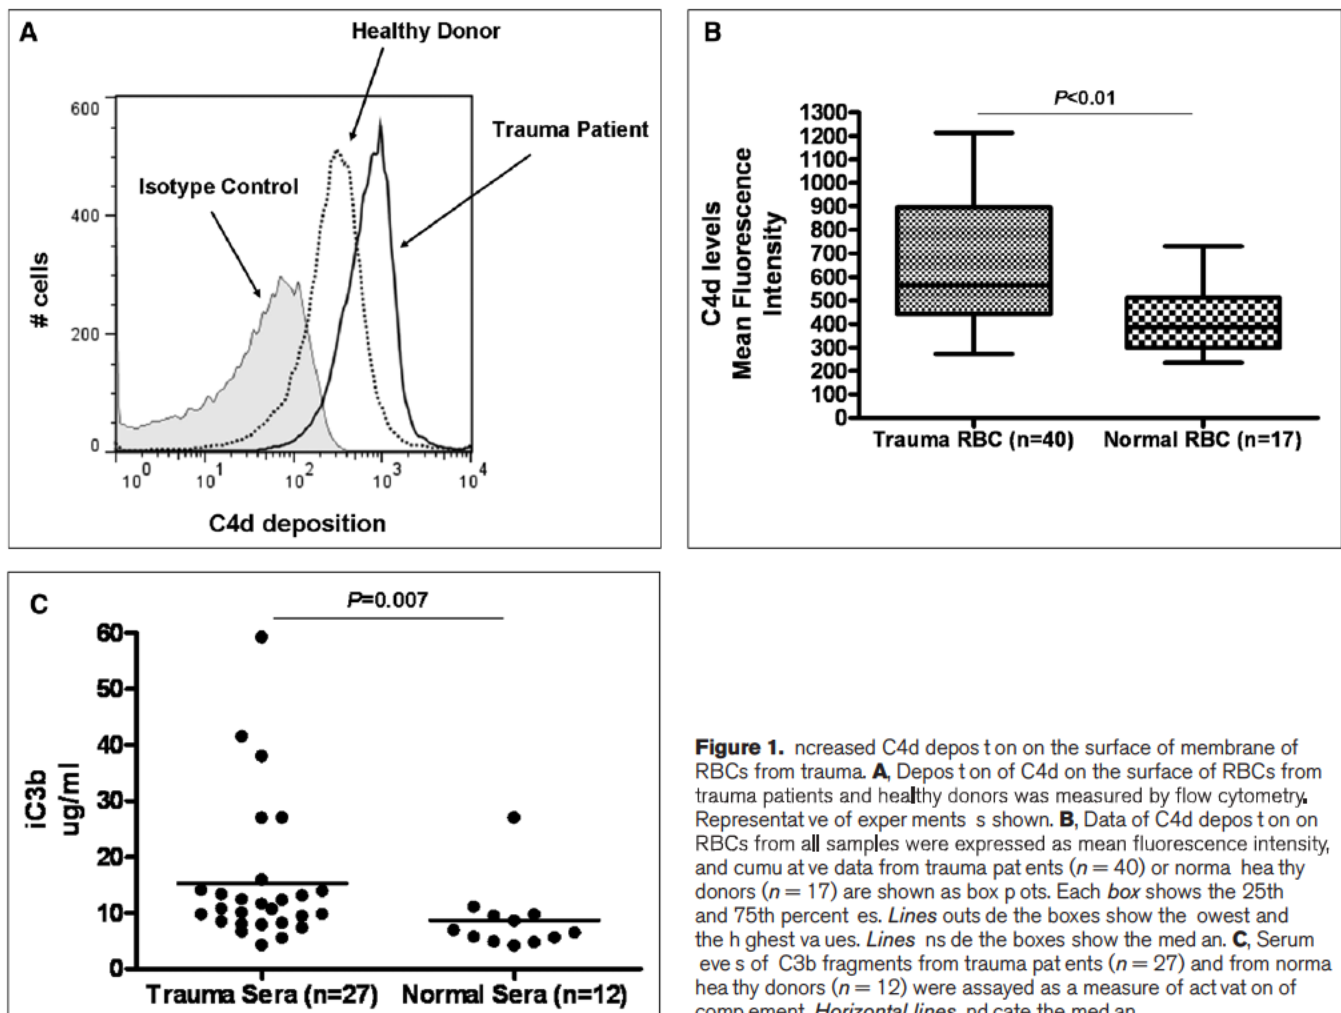 A
Healthy Donor
Trauma Patient
Isotype Control
600
400
200
0
# cells
10^0 10^1 10^2 10^3 10^4
C4d deposition
B
P<0.01
C4d levels
Mean Fluorescence
Intensity
1300
1200
1100
1000
900
800
700
600
500
400
300
200
100
0
Trauma RBC (n=40) Normal RBC (n=17)
C
P=0.007
iC3b
ug/ml
60
50
40
30
20
10
0
Trauma Sera (n=27) Normal Sera (n=12)
Figure 1. ncreased C4d depos t on on the surface of membrane of
RBCs from trauma. A, Depos t on of C4d on the surface of RBCs from
trauma patients and healthy donors was measured by flow cytometry.
Representat ve of exper ments s shown. B, Data of C4d depos t on on
RBCs from all samples were expressed as mean fluorescence intensity,
and cumu at ve data from trauma pat ents (n = 40) or norma hea thy
donors (n = 17) are shown as box p ots. Each box shows the 25th
and 75th percent es. Lines outs de the boxes show the owest and
the h ghest va ues. Lines ns de the boxes show the med an. C, Serum
eve s of C3b fragments from trauma pat ents (n = 27) and from norma
hea thy donors (n = 12) were assayed as a measure of act vat on of
comp ement. Horizontal lines nd cate the med an